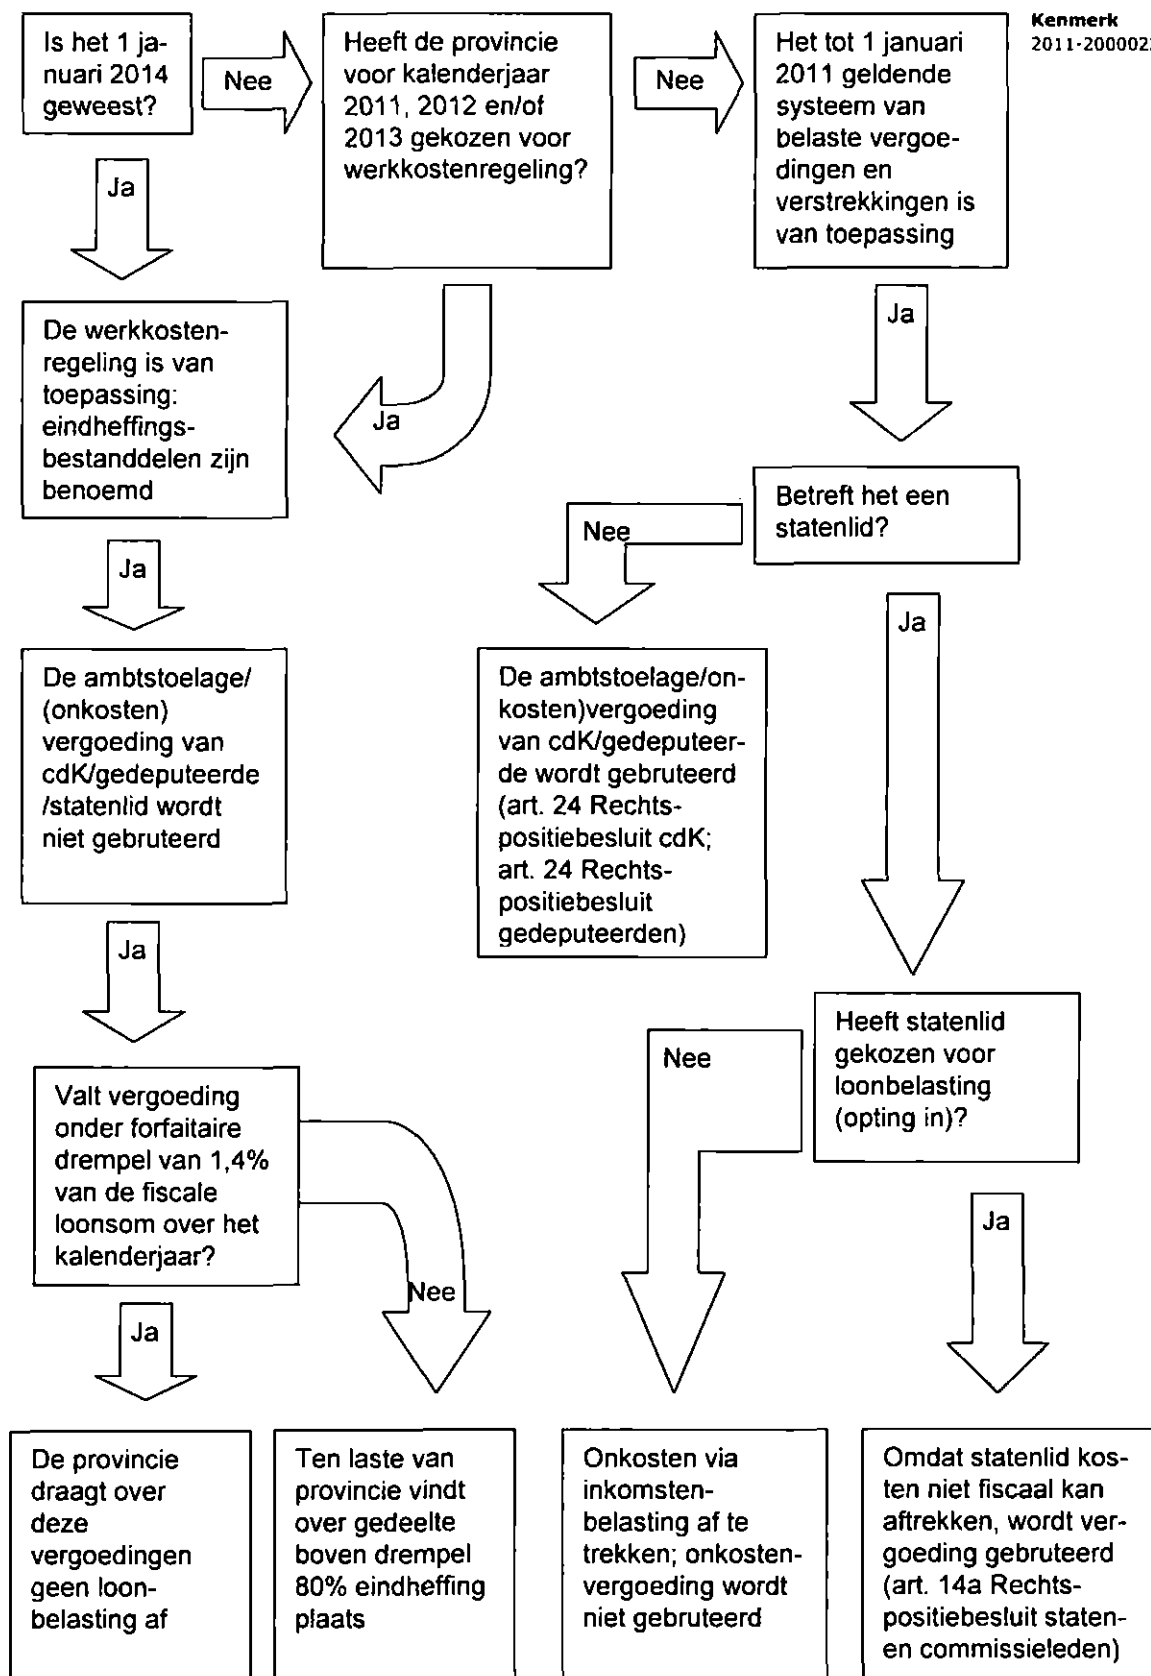 Kenmerk
2011-200002
Is het 1 ja-
nuari 2014
geweest?
Nee
Heeft de provincie
voor kalenderjaar
2011, 2012 en/of
2013 gekozen voor
werkkostenregeling?
Nee
Het tot 1 januari
2011 geldende
systeem van
belaste vergoe-
dingen en
verstrekkingen is
van toepassing
Ja
Ja
Ja
De werkkosten-
regeling is van
toepassing:
eindheffings-
bestanddelen zijn
benoemd
Betreft het een
statenlid?
Nee
Ja
Ja
De ambtstoelage/
(onkosten)
vergoeding van
cdK/gedeputeerde
/statenlid wordt
niet gebruteerd
De ambtstoelage/on-
kosten)vergoeding
van cdK/gedeputeer-
de wordt gebruteerd
(art. 24 Rechts-
positiebesluit cdK;
art. 24 Rechts-
positiebesluit
gedeputeerden)
Ja
Heeft statenlid
gekozen voor
loonbelasting
(opting in)?
Nee
Ja
Valt vergoeding
onder forfaitaire
drempel van 1,4%
van de fiscale
loonsom over het
kalenderjaar?
Nee
Ja
De provincie
draagt over
deze
vergoedingen
geen loon-
belasting af
Ten laste van
provincie vindt
over gedeelte
boven drempel
80% eindheffing
plaats
Onkosten via
inkomsten-
belasting af te
trekken; onkosten-
vergoeding wordt
niet gebruteerd
Omdat statenlid kos-
ten niet fiscaal kan
aftrekken, wordt ver-
goeding gebruteerd
(art. 14a Rechts-
positiebesluit staten-
en commissieleden)